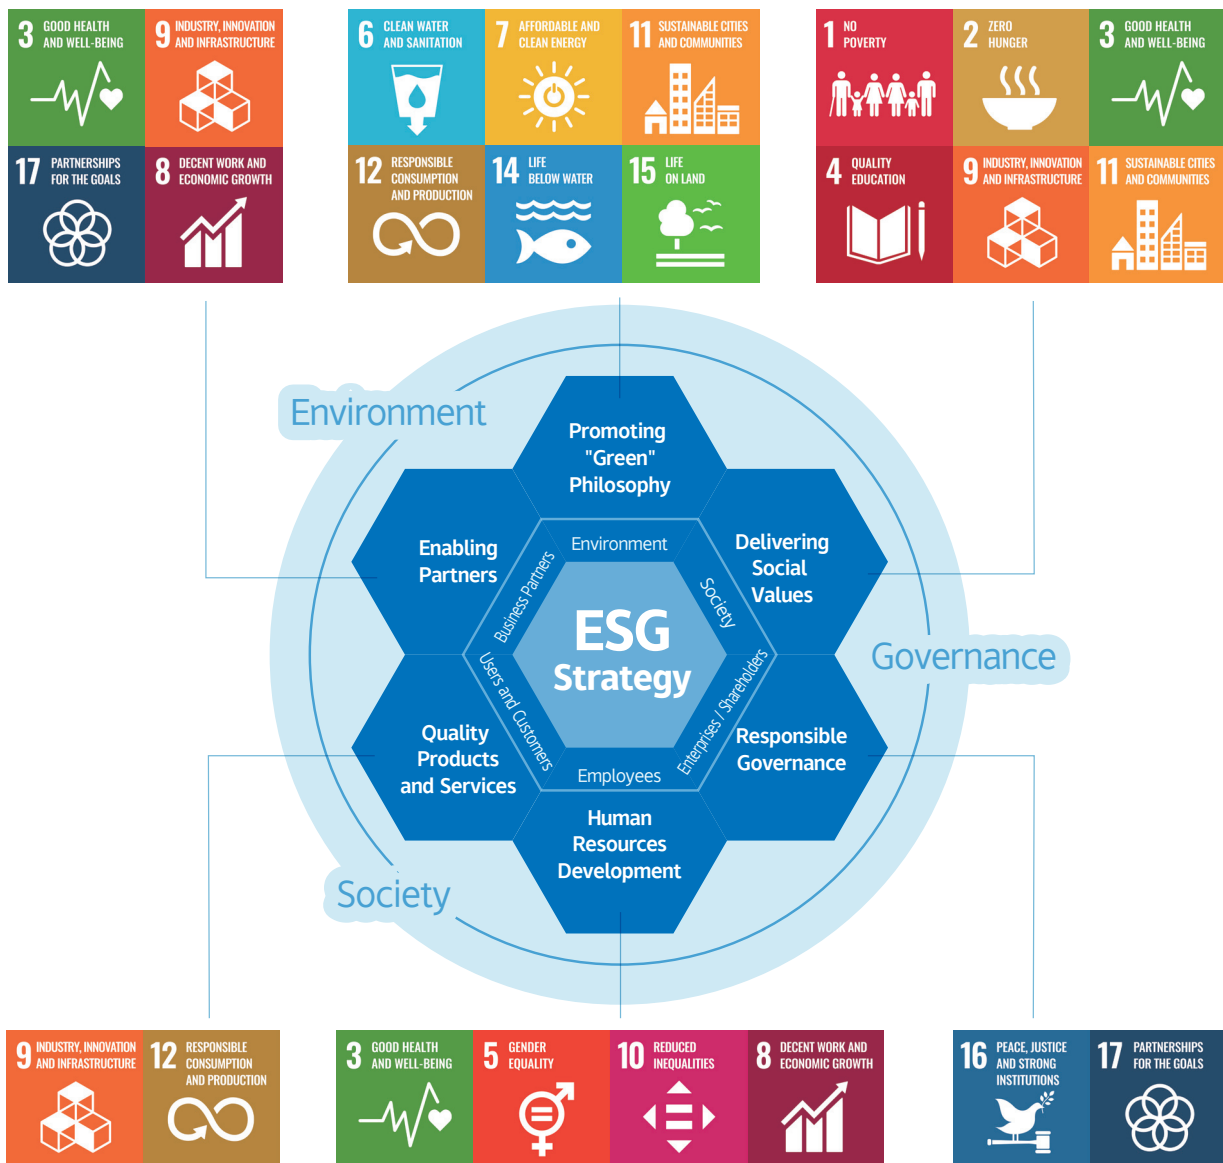 3 GOOD HEALTH
AND WELL-BEING
9 INDUSTRY, INNOVATION
AND INFRASTRUCTURE
17 PARTNERSHIPS
FOR THE GOALS
8 DECENT WORK AND
ECONOMIC GROWTH
6 CLEAN WATER
AND SANITATION
7 AFFORDABLE AND
CLEAN ENERGY
11 SUSTAINABLE CITIES
AND COMMUNITIES
12 RESPONSIBLE
CONSUMPTION
AND PRODUCTION
14 LIFE
BELOW WATER
15 LIFE
ON LAND
1 NO
POVERTY
2 ZERO
HUNGER
3 GOOD HEALTH
AND WELL-BEING
4 QUALITY
EDUCATION
9 INDUSTRY, INNOVATION
AND INFRASTRUCTURE
11 SUSTAINABLE CITIES
AND COMMUNITIES
Environment
Promoting
"Green"
Philosophy
Enabling
Partners
Delivering
Social
Values
Environment
Business Partners
Society
ESG
Strategy
Governance
Users and Customers
Enterprises / Shareholders
Employees
Quality
Products
and Services
Responsible
Governance
Human
Resources
Development
Society
9 INDUSTRY, INNOVATION
AND INFRASTRUCTURE
12 RESPONSIBLE
CONSUMPTION
AND PRODUCTION
3 GOOD HEALTH
AND WELL-BEING
5 GENDER
EQUALITY
10 REDUCED
INEQUALITIES
8 DECENT WORK AND
ECONOMIC GROWTH
16 PEACE, JUSTICE
AND STRONG
INSTITUTIONS
17 PARTNERSHIPS
FOR THE GOALS